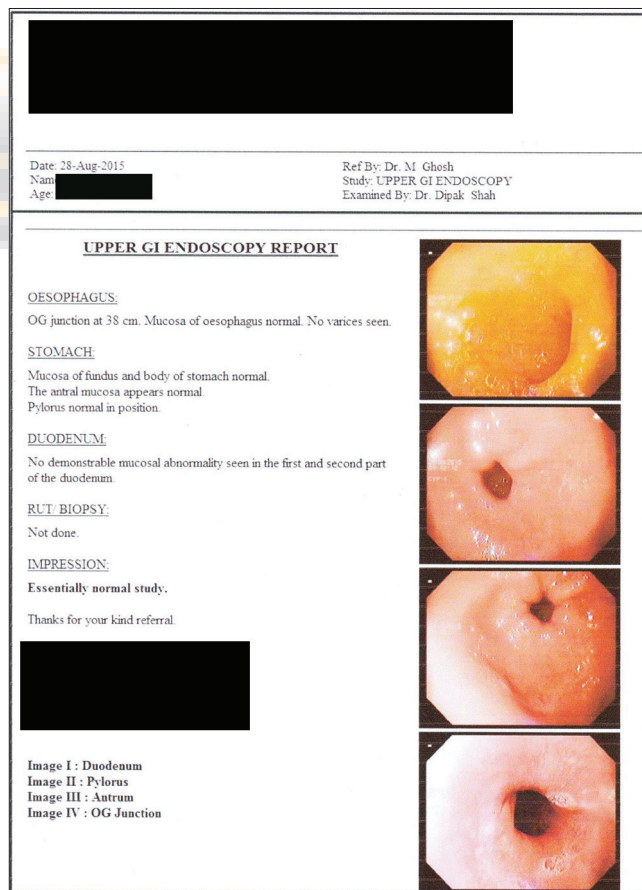 Date: 28-Aug-2015
Nam
Age:
Ref By: Dr. M Ghosh
Study: UPPER GI ENDOSCOPY
Examined By: Dr. Dipak Shah
UPPER GI ENDOSCOPY REPORT
OESOPHAGUS:
OG junction at 38 cm. Mucosa of oesophagus normal. No varices seen.
STOMACH:
Mucosa of fundus and body of stomach normal.
The antral mucosa appears normal.
Pylorus normal in position.
DUODENUM:
No demonstrable mucosal abnormality seen in the first and second part
of the duodenum.
RUT/ BIOPSY:
Not done.
IMPRESSION:
Essentially normal study.
Thanks for your kind referral.
Image I : Duodenum
Image II : Pylorus
Image III : Antrum
Image IV : OG Junction